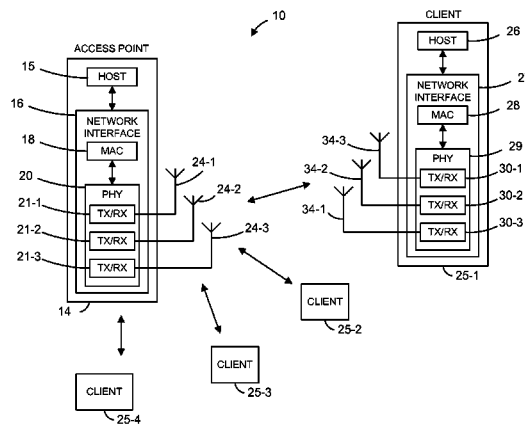 10
ACCESS POINT
15
HOST
16
NETWORK
INTERFACE
18
MAC
20
PHY
21-1
TX/RX
21-2
TX/RX
21-3
TX/RX
14
24-1
24-2
24-3
CLIENT
HOST
26
NETWORK
INTERFACE
2
MAC
28
PHY
29
TX/RX
30-1
TX/RX
30-2
TX/RX
30-3
34-3
34-2
34-1
25-1
CLIENT
25-2
CLIENT
25-3
CLIENT
25-4